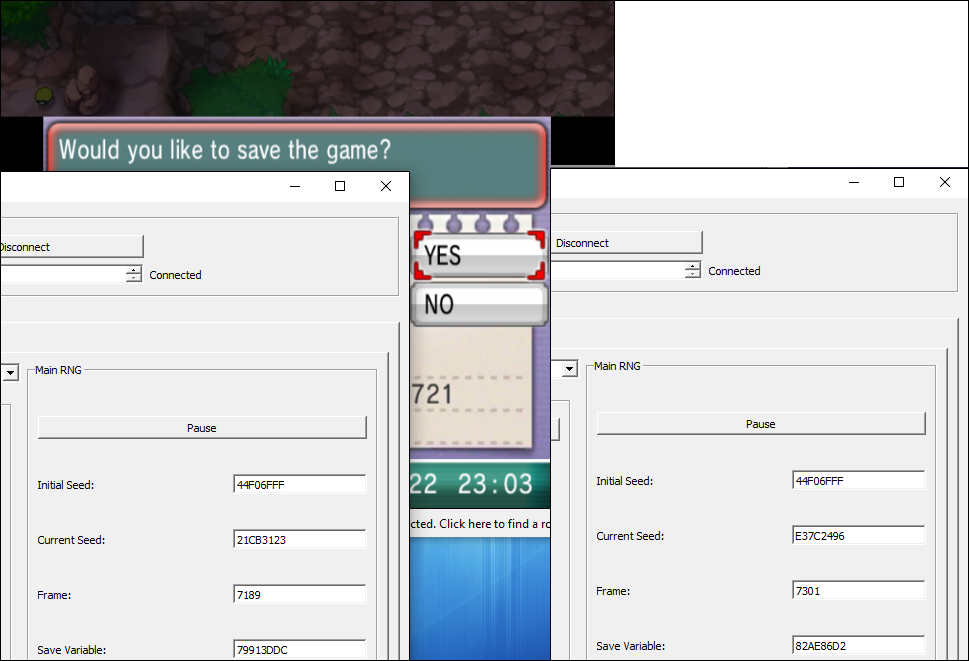 Would you like to save the game?
YES
NO
721
22 23:03
cted. Click here to find a ro
Disconnect
Connected
Main RNG
Pause
Initial Seed: 44F06FFF
Current Seed: 21CB3123
Frame: 7189
Save Variable: 79913DDC
Disconnect
Connected
Main RNG
Pause
Initial Seed: 44F06FFF
Current Seed: E37C2496
Frame: 7301
Save Variable: 82AE86D2